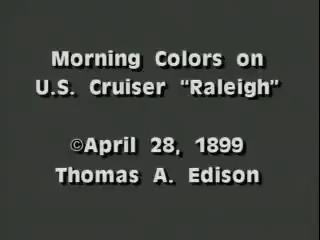 Morning Colors on
U.S. Cruiser "Raleigh"
©April 28, 1899
Thomas A. Edison